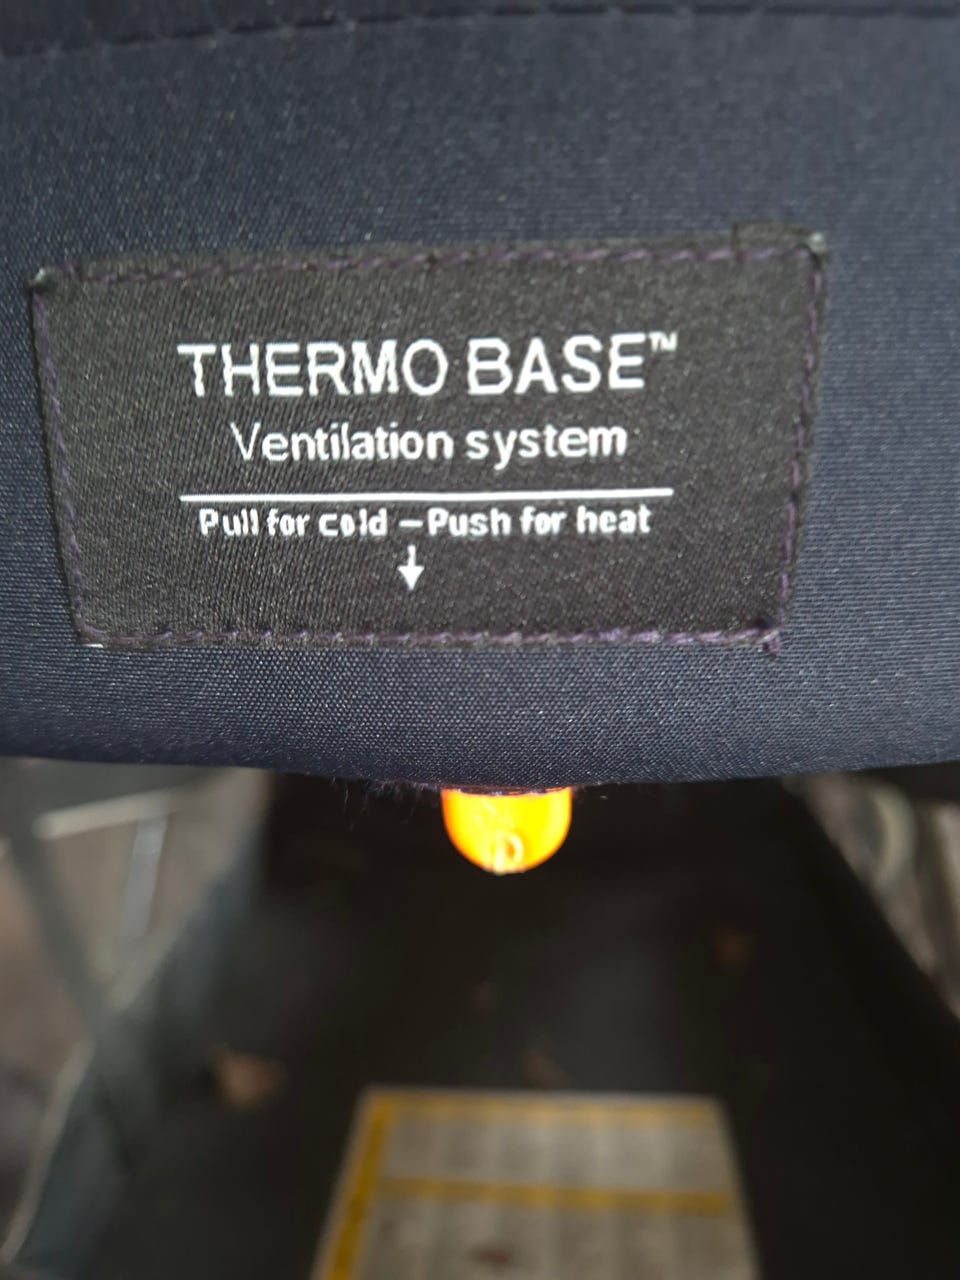 THERMO BASE™
Ventilation system
Pull for cold – Push for heat